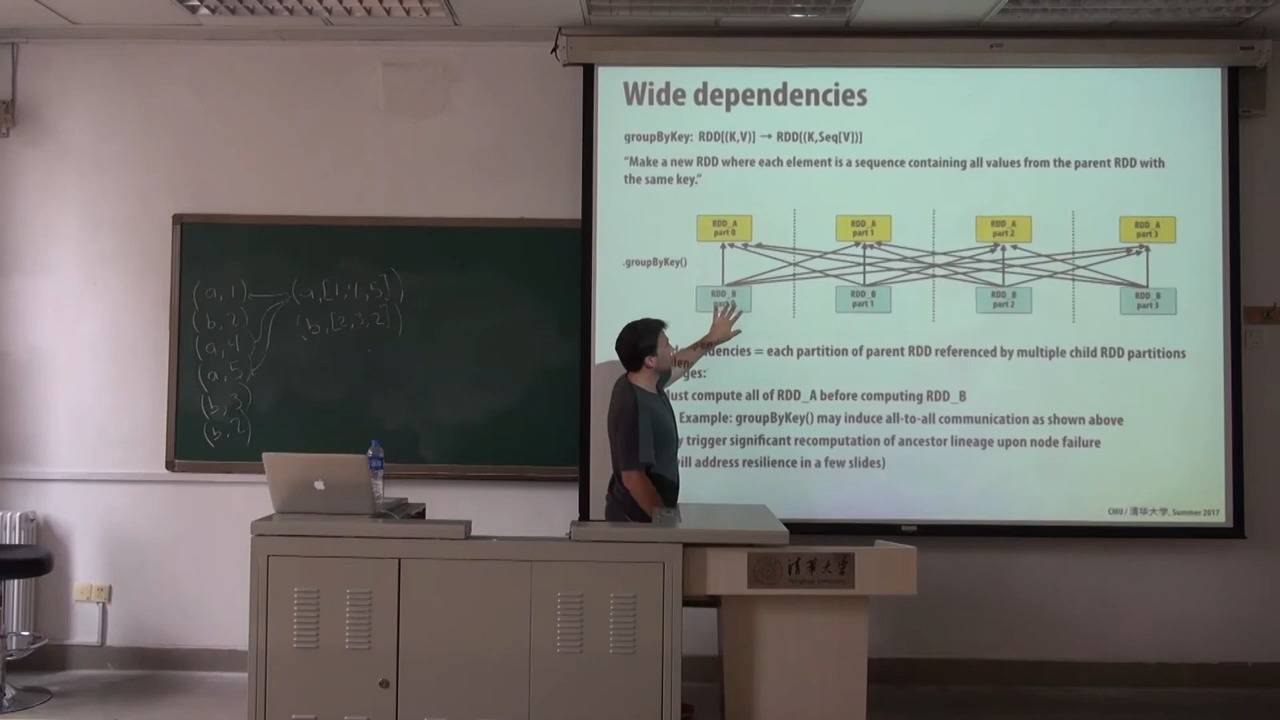 Wide dependencies
groupByKey: RDD[(K,V)] → RDD[(K,Seq[V])]
“Make a new RDD where each element is a sequence containing all values from the parent RDD with
the same key.”
RDD_A part 0
RDD_A part 1
RDD_A part 2
RDD_A part 3
.groupByKey()
RDD_B
RDD_B part 1
RDD_B part 2
RDD_B part 3
= each partition of parent RDD referenced by multiple child RDD partitions
compute all of RDD_A before computing RDD_B
Example: groupByKey() may induce all-to-all communication as shown above
trigger significant recomputation of ancestor lineage upon node failure
address resilience in a few slides)
CMU / 清华大学, Summer 2017
(a, 1) (a, [1, 4, 5])
(b, 2) (b, [2, 3, 2])
(a, 4)
(a, 5)
(b, 3)
(b, 2)
清华大学
Tsinghua University